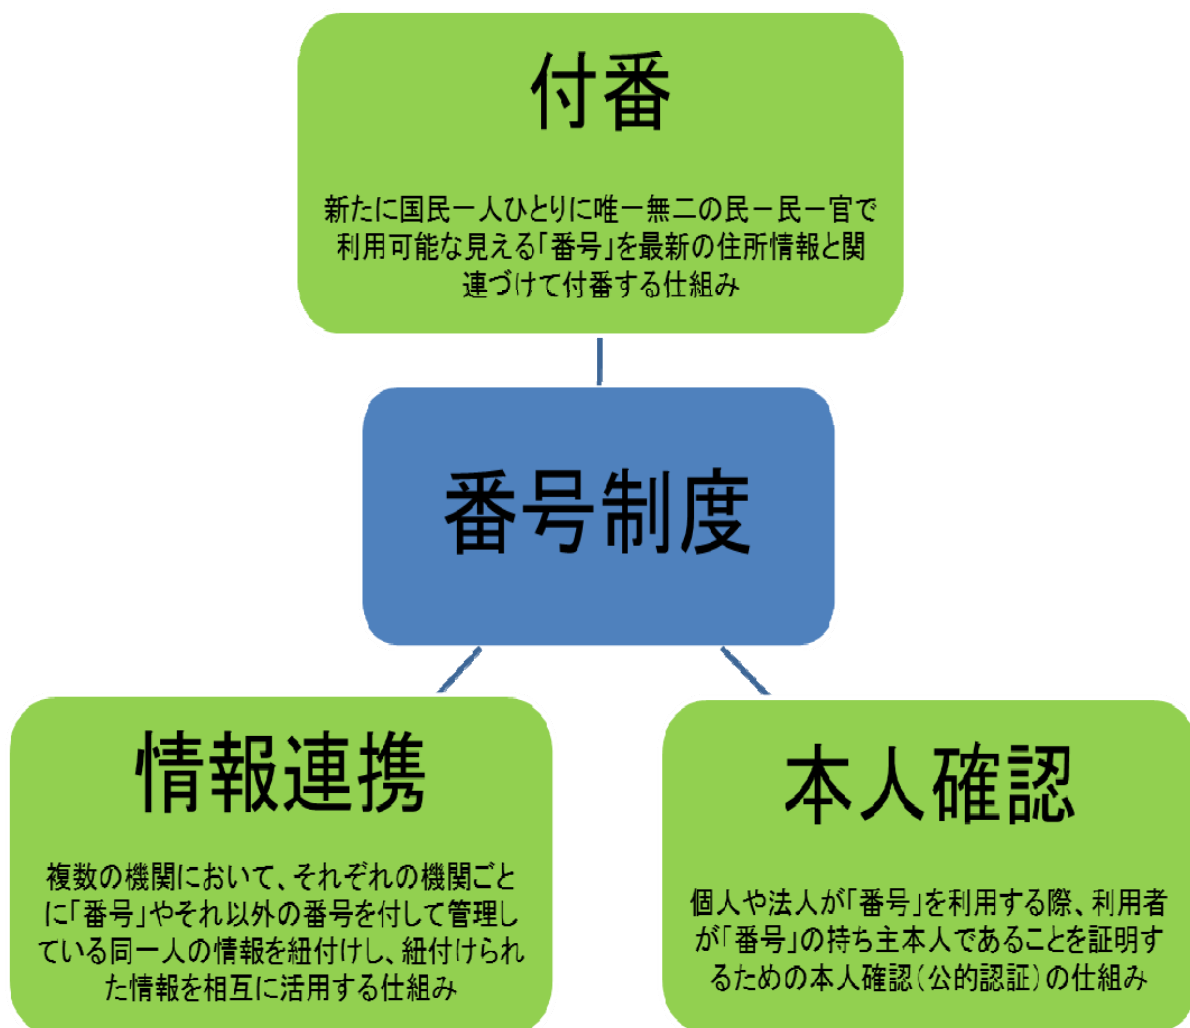 付番
新たに国民一人ひとりに唯一無二の民－民－官で
利用可能な見える「番号」を最新の住所情報と関
連づけて付番する仕組み
番号制度
情報連携
複数の機関において、それぞれの機関ごと
に「番号」やそれ以外の番号を付して管理し
ている同一人の情報を紐付けし、紐付けられ
た情報を相互に活用する仕組み
本人確認
個人や法人が「番号」を利用する際、利用者
が「番号」の持ち主本人であることを証明す
るための本人確認(公的認証)の仕組み